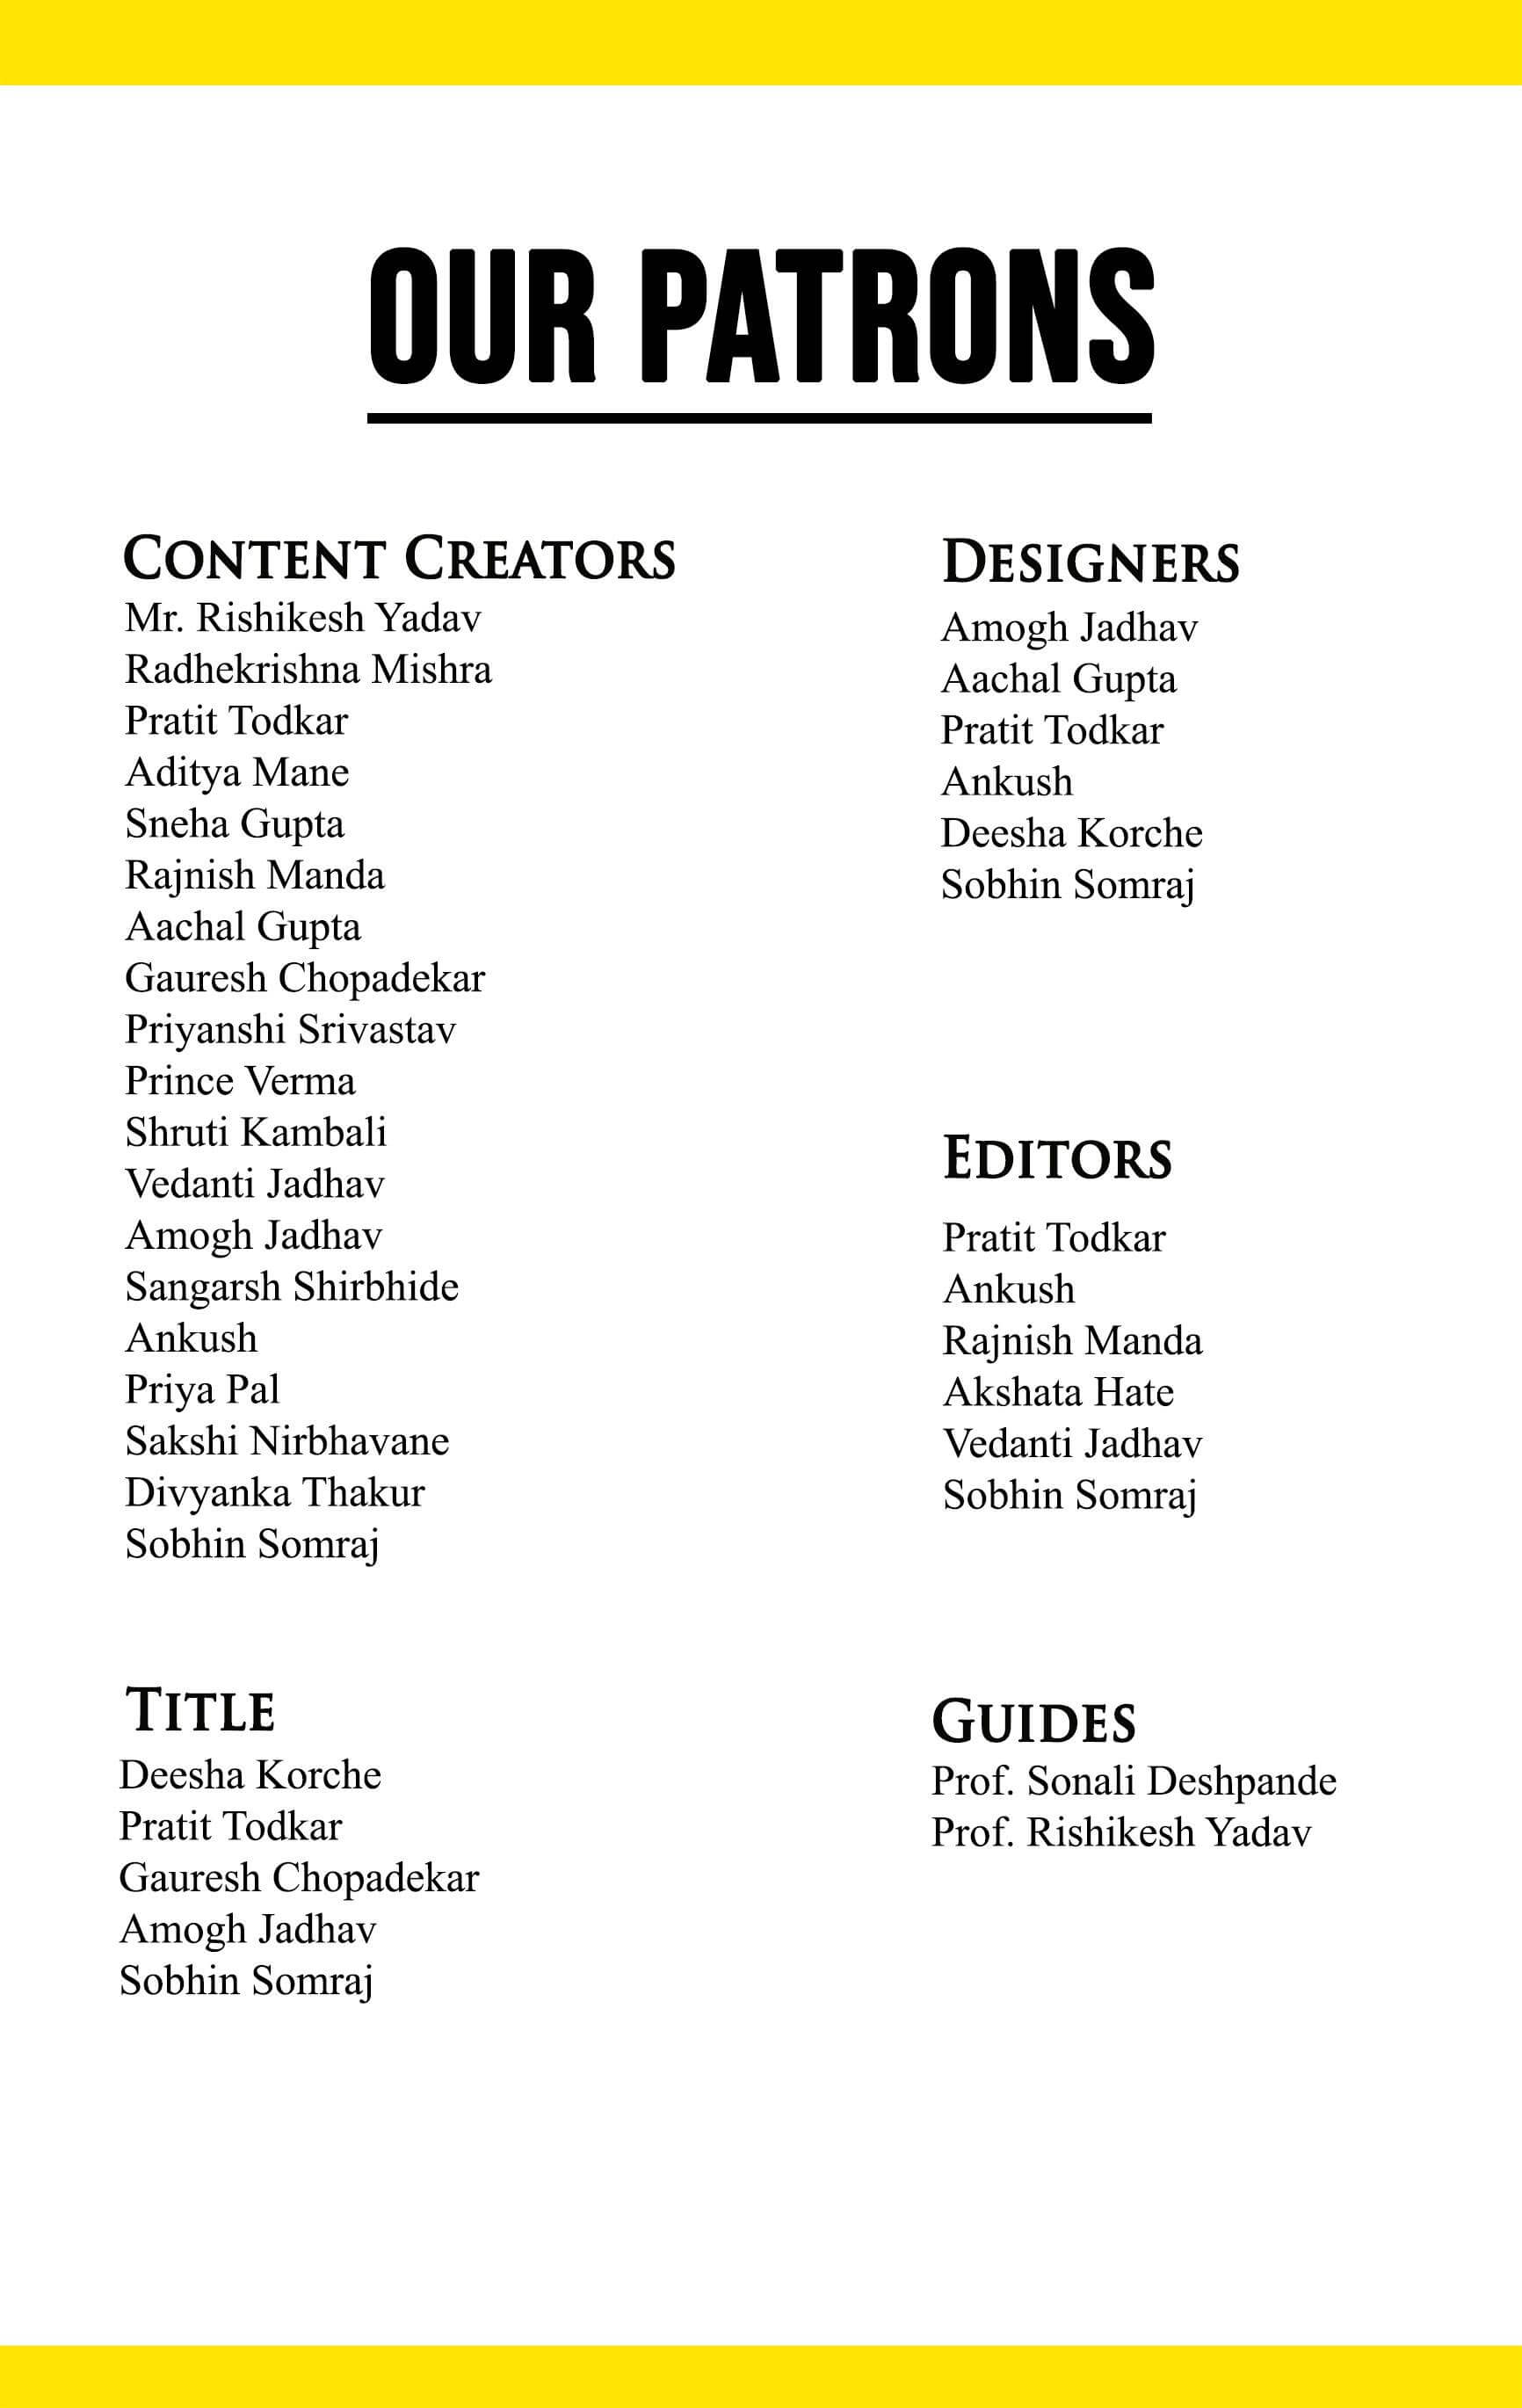 OUR PATRONS
CONTENT CREATORS
Mr. Rishikesh Yadav
Radhekrishna Mishra
Pratit Todkar
Aditya Mane
Sneha Gupta
Rajnish Manda
Aachal Gupta
Gauresh Chopadekar
Priyanshi Srivastav
Prince Verma
Shruti Kambali
Vedanti Jadhav
Amogh Jadhav
Sangarsh Shirbhide
Ankush
Priya Pal
Sakshi Nirbhavane
Divyanka Thakur
Sobhin Somraj
TITLE
Deesha Korche
Pratit Todkar
Gauresh Chopadekar
Amogh Jadhav
Sobhin Somraj
DESIGNERS
Amogh Jadhav
Aachal Gupta
Pratit Todkar
Ankush
Deesha Korche
Sobhin Somraj
EDITORS
Pratit Todkar
Ankush
Rajnish Manda
Akshata Hate
Vedanti Jadhav
Sobhin Somraj
GUIDES
Prof. Sonali Deshpande
Prof. Rishikesh Yadav